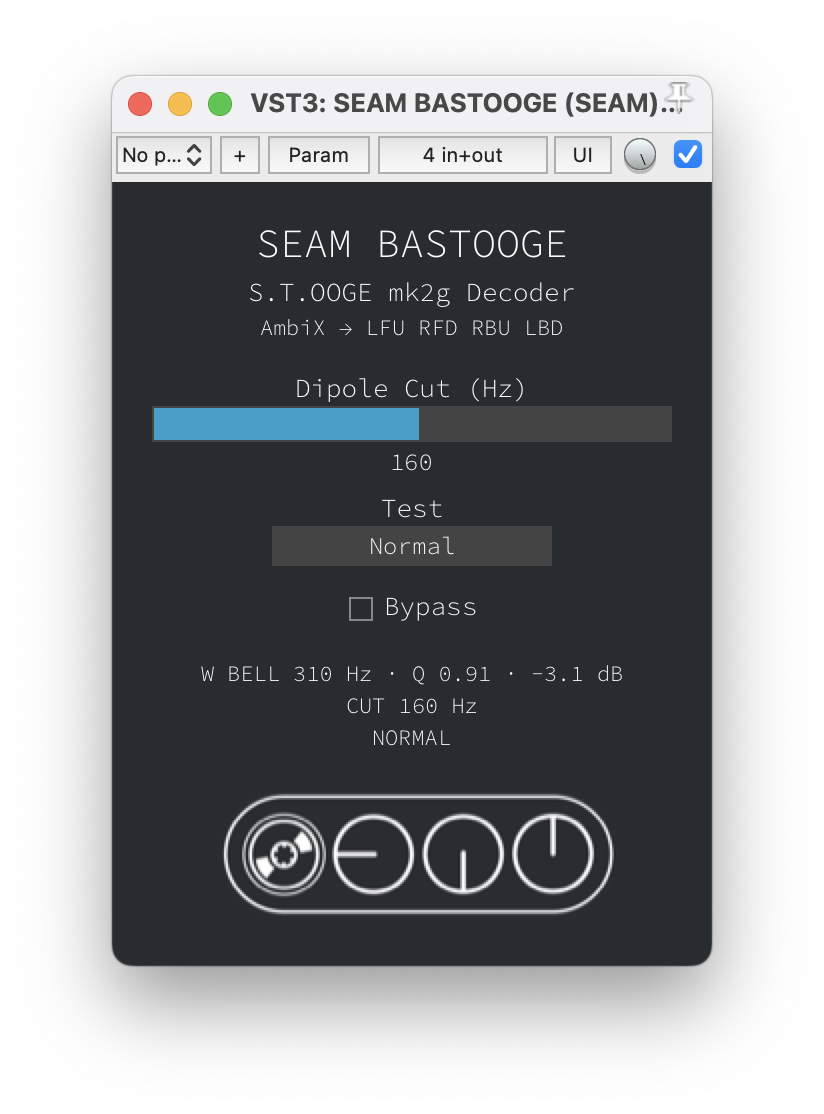 VST3: SEAM BASTOOGE (SEAM)...
No p... + Param 4 in+out UI
SEAM BASTOOGE
S.T.OOGE mk2g Decoder
AmbiX → LFU RFD RBU LBD
Dipole Cut (Hz)
160
Test
Normal
Bypass
W BELL 310 Hz · Q 0.91 · −3.1 dB
CUT 160 Hz
NORMAL